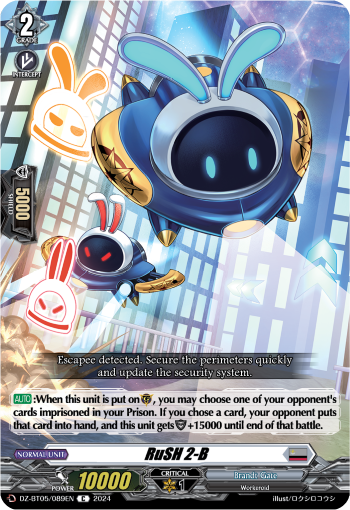 2
GRADE
INTERCEPT
5000
SHIELD
Escapee detected. Secure the perimeters quickly
and update the security system.
AUTO:When this unit is put on G, you may choose one of your opponent's
cards imprisoned in your Prison. If you chose a card, your opponent puts
that card into hand, and this unit gets +15000 until end of that battle.
NORMAL UNIT
RuSH 2-B
POWER 10000
CRITICAL
1
Brandt Gate
Workeroid
DZ-BT05/089EN C 2024
illust/ロクシロコウシ